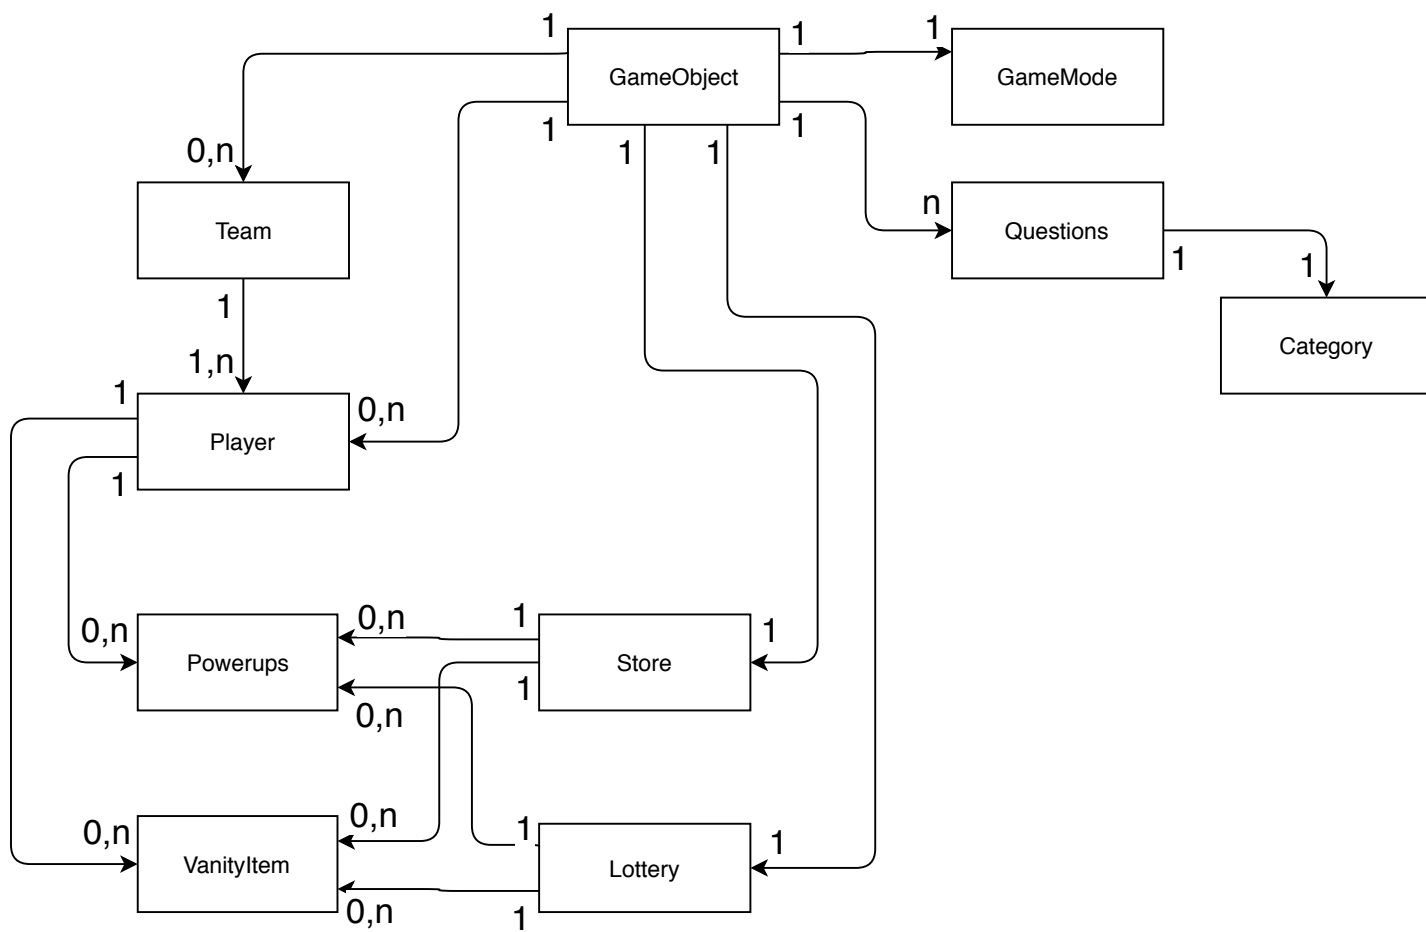 1
1
1
GameObject
GameMode
1
1
1
1
1
0,n
Team
n
Questions
1
1
Category
1
1,n
1
0,n
Player
1
0,n
0,n
1
1
Powerups
Store
0,n
1
0,n
0,n
1
1
VanityItem
Lottery
0,n
1